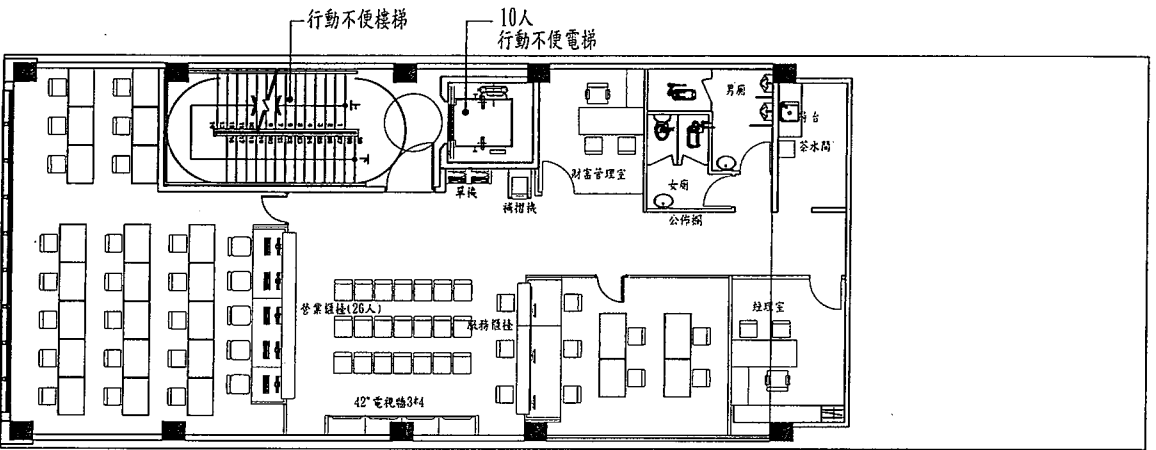 行動不便樓梯
10人
行動不便電梯
男廁
茶水間
財富管理室
女廁
單傳
補摺機
公佈欄
營業櫃檯(26人)
服務櫃檯
經理室
42"電視牆3*4